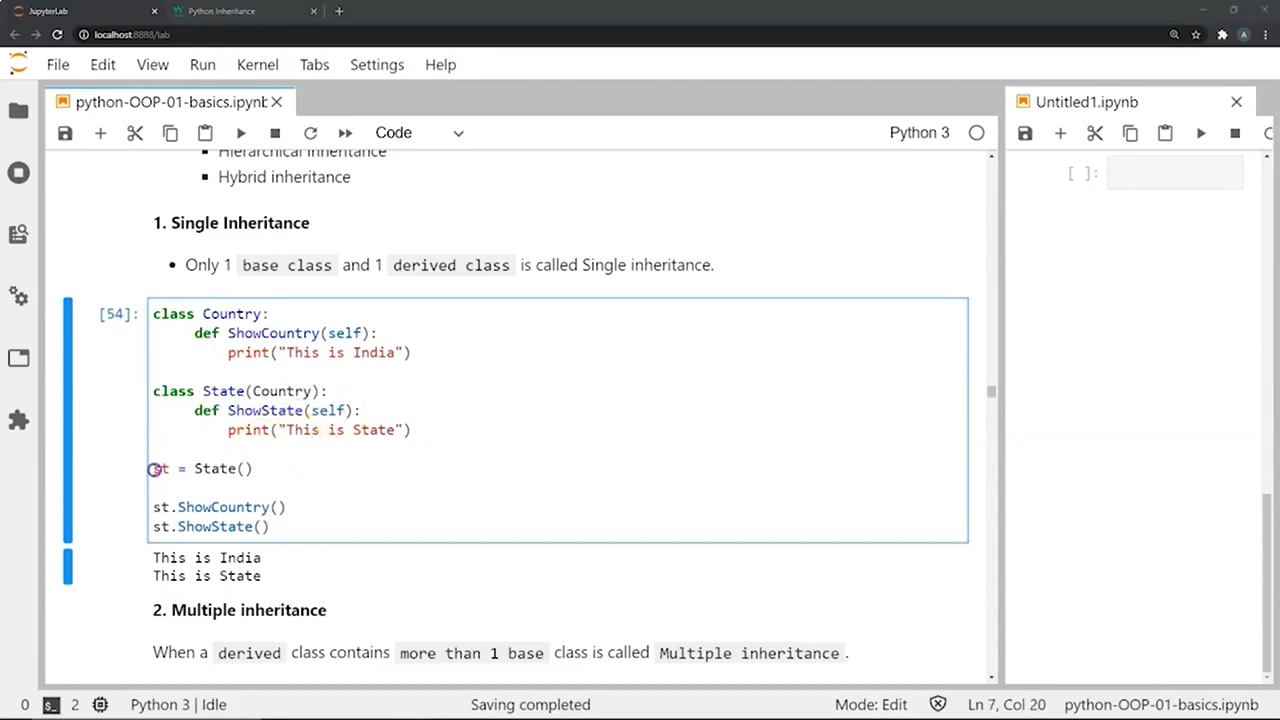 JupyterLab
Python Inheritance
localhost:8888/lab
File Edit View Run Kernel Tabs Settings Help
python-OOP-01-basics.ipynb
Untitled1.ipynb
Code
Python 3
Hierarchical inheritance
[ ]:
Hybrid inheritance
1. Single Inheritance
Only 1 base class and 1 derived class is called Single inheritance.
[54]:
class Country:
def ShowCountry(self):
print("This is India")
class State(Country):
def ShowState(self):
print("This is State")
st = State()
st.ShowCountry()
st.ShowState()
This is India
This is State
2. Multiple inheritance
When a derived class contains more than 1 base class is called Multiple inheritance.
0 2 Python 3 | Idle Saving completed Mode: Edit Ln 7, Col 20 python-OOP-01-basics.ipynb